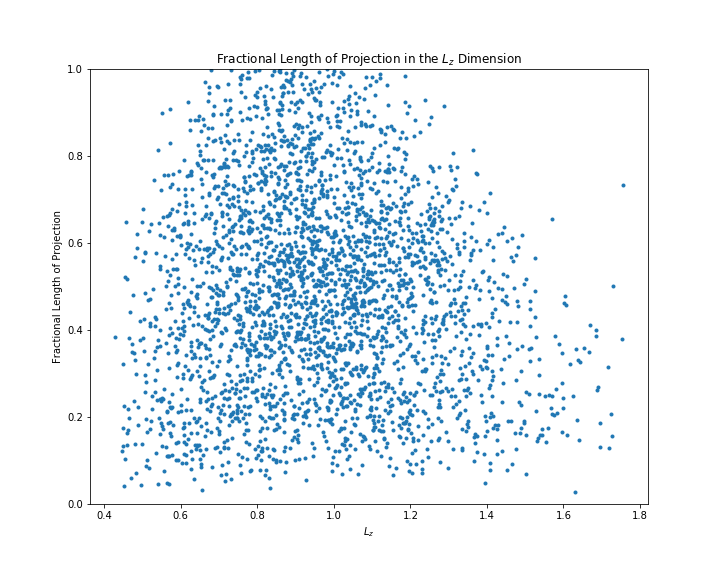 Fractional Length of Projection in the L_z Dimension
1.0
0.8
0.6
0.4
0.2
0.0
Fractional Length of Projection
0.4 0.6 0.8 1.0 1.2 1.4 1.6 1.8
L_z